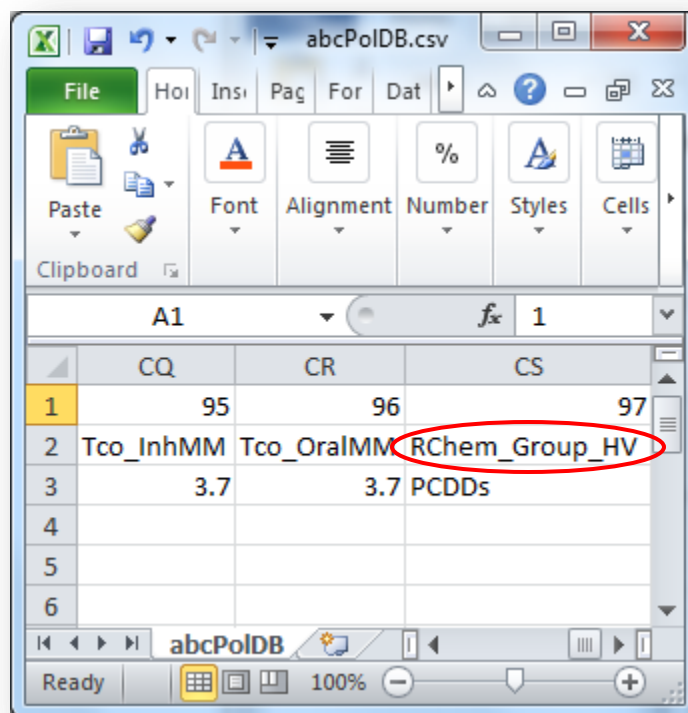 abcPolDB.csv
File Hoı Insı Pag For Dat
A
%
A
Paste Font Alignment Number Styles Cells
Clipboard
A1 fx 1
CQ CR CS
1 95 96 97
2 Tco_InhMM Tco_OralMM RChem_Group_HV
3 3.7 3.7 PCDDs
4
5
6
abcPolDB
Ready 100%